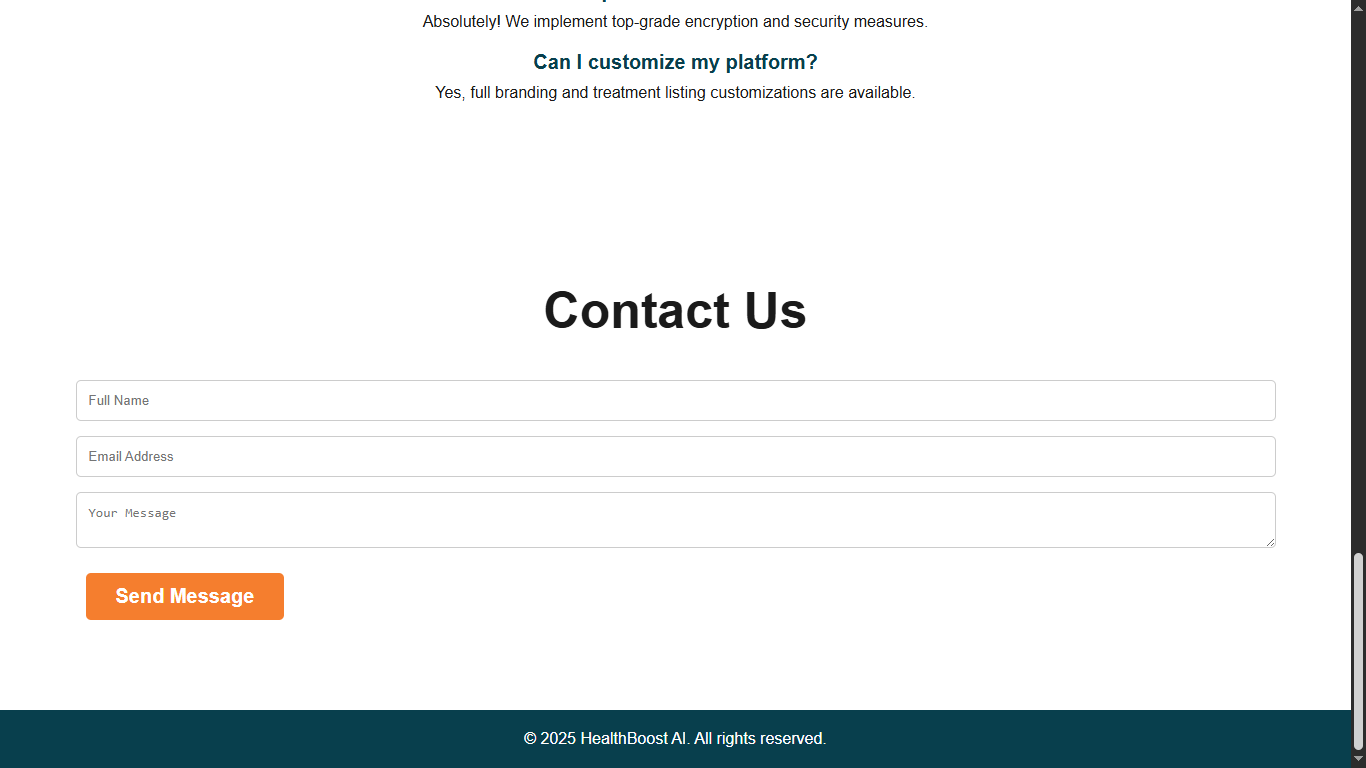 Absolutely! We implement top-grade encryption and security measures.
Can I customize my platform?
Yes, full branding and treatment listing customizations are available.
Contact Us
Full Name
Email Address
Your Message
Send Message
© 2025 HealthBoost AI. All rights reserved.